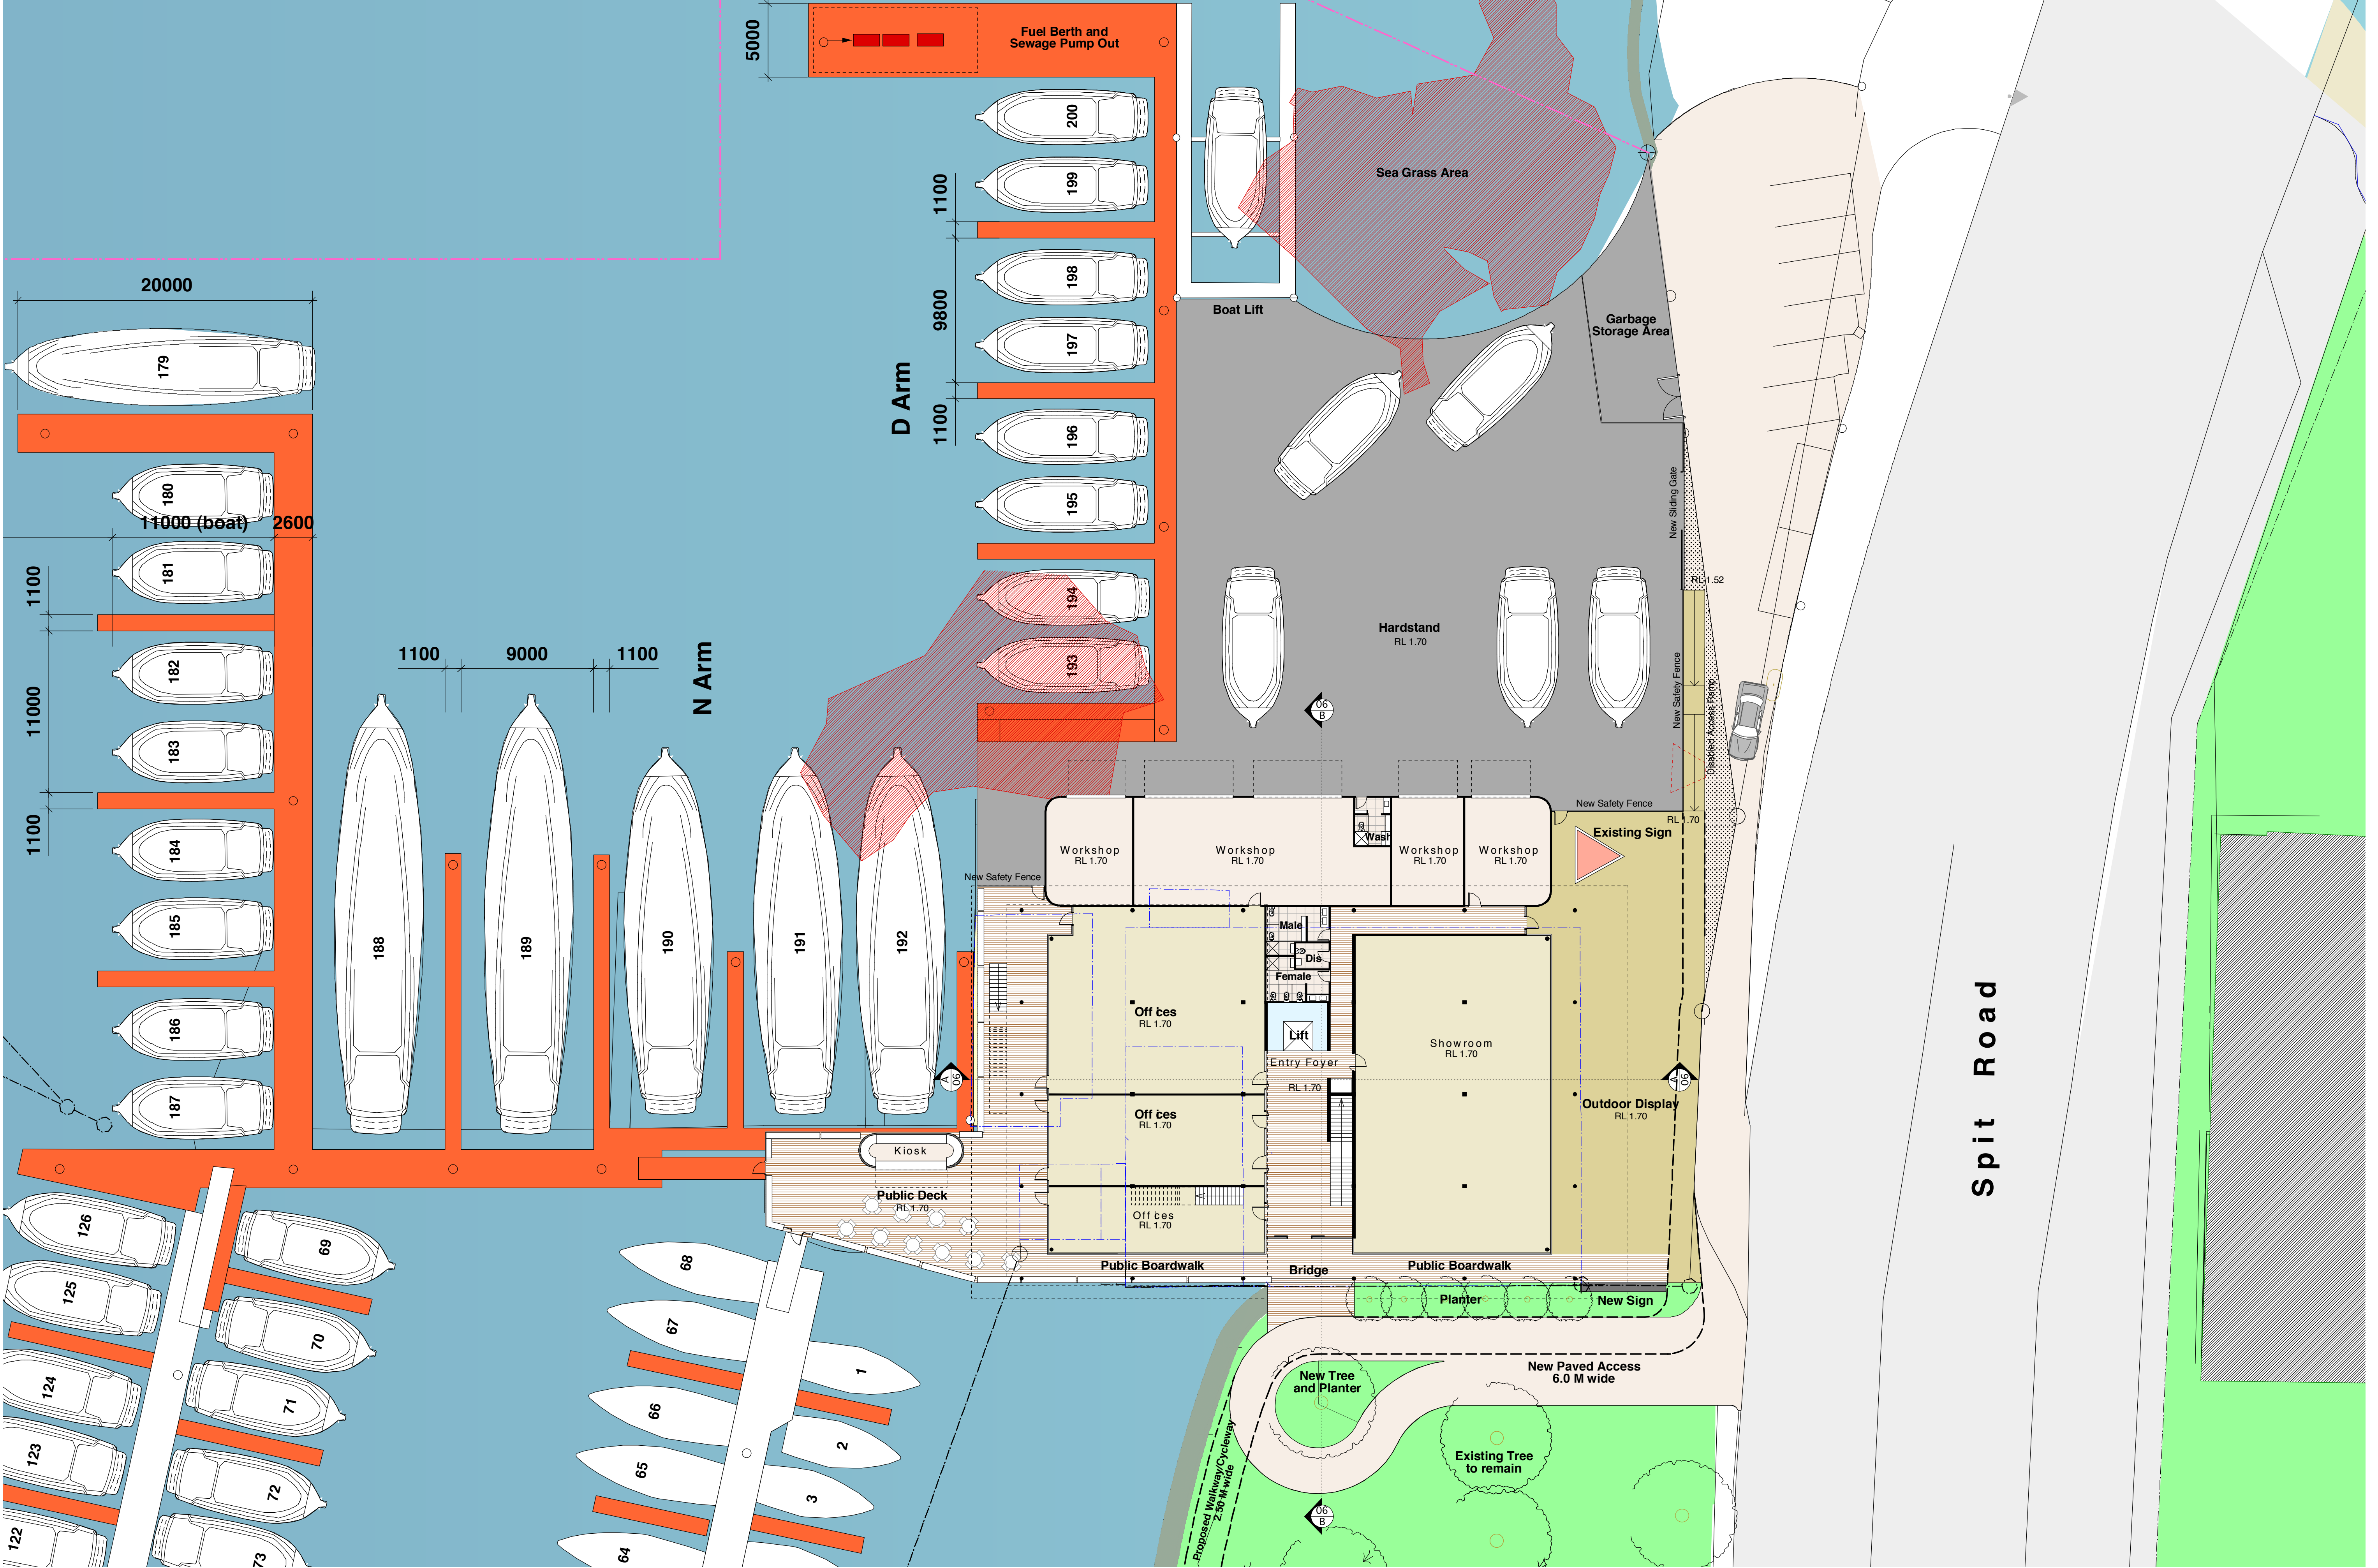 5000
Fuel Berth and
Sewage Pump Out
200
199
1100
198
9800
197
D Arm
1100
196
195
194
193
Sea Grass Area
Boat Lift
Garbage
Storage Area
20000
179
180
11000 (boat)
2600
181
1100
182
11000
183
1100
184
185
186
187
1100
9000
1100
N Arm
188
189
190
191
192
New Sliding Gate
RL 1.52
Hardstand
RL 1.70
New Safety Fence
Disabled Access Ramp
06
B
New Safety Fence
RL 1.70
Existing Sign
Workshop
RL 1.70
Workshop
RL 1.70
Wash
Workshop
RL 1.70
Workshop
RL 1.70
New Safety Fence
Male
Dis
Female
Lift
Entry Foyer
RL 1.70
Offices
RL 1.70
Showroom
RL 1.70
A
06
A
06
Offices
RL 1.70
Outdoor Display
RL 1.70
Offices
RL 1.70
Kiosk
Public Deck
RL 1.70
Public Boardwalk
Bridge
Public Boardwalk
Planter
New Sign
New Paved Access
6.0 M wide
New Tree
and Planter
Existing Tree
to remain
Proposed Walkway/Cycleway
2.50 M wide
06
B
Spit Road
126
125
124
123
122
69
70
71
72
73
68
67
66
65
64
1
2
3